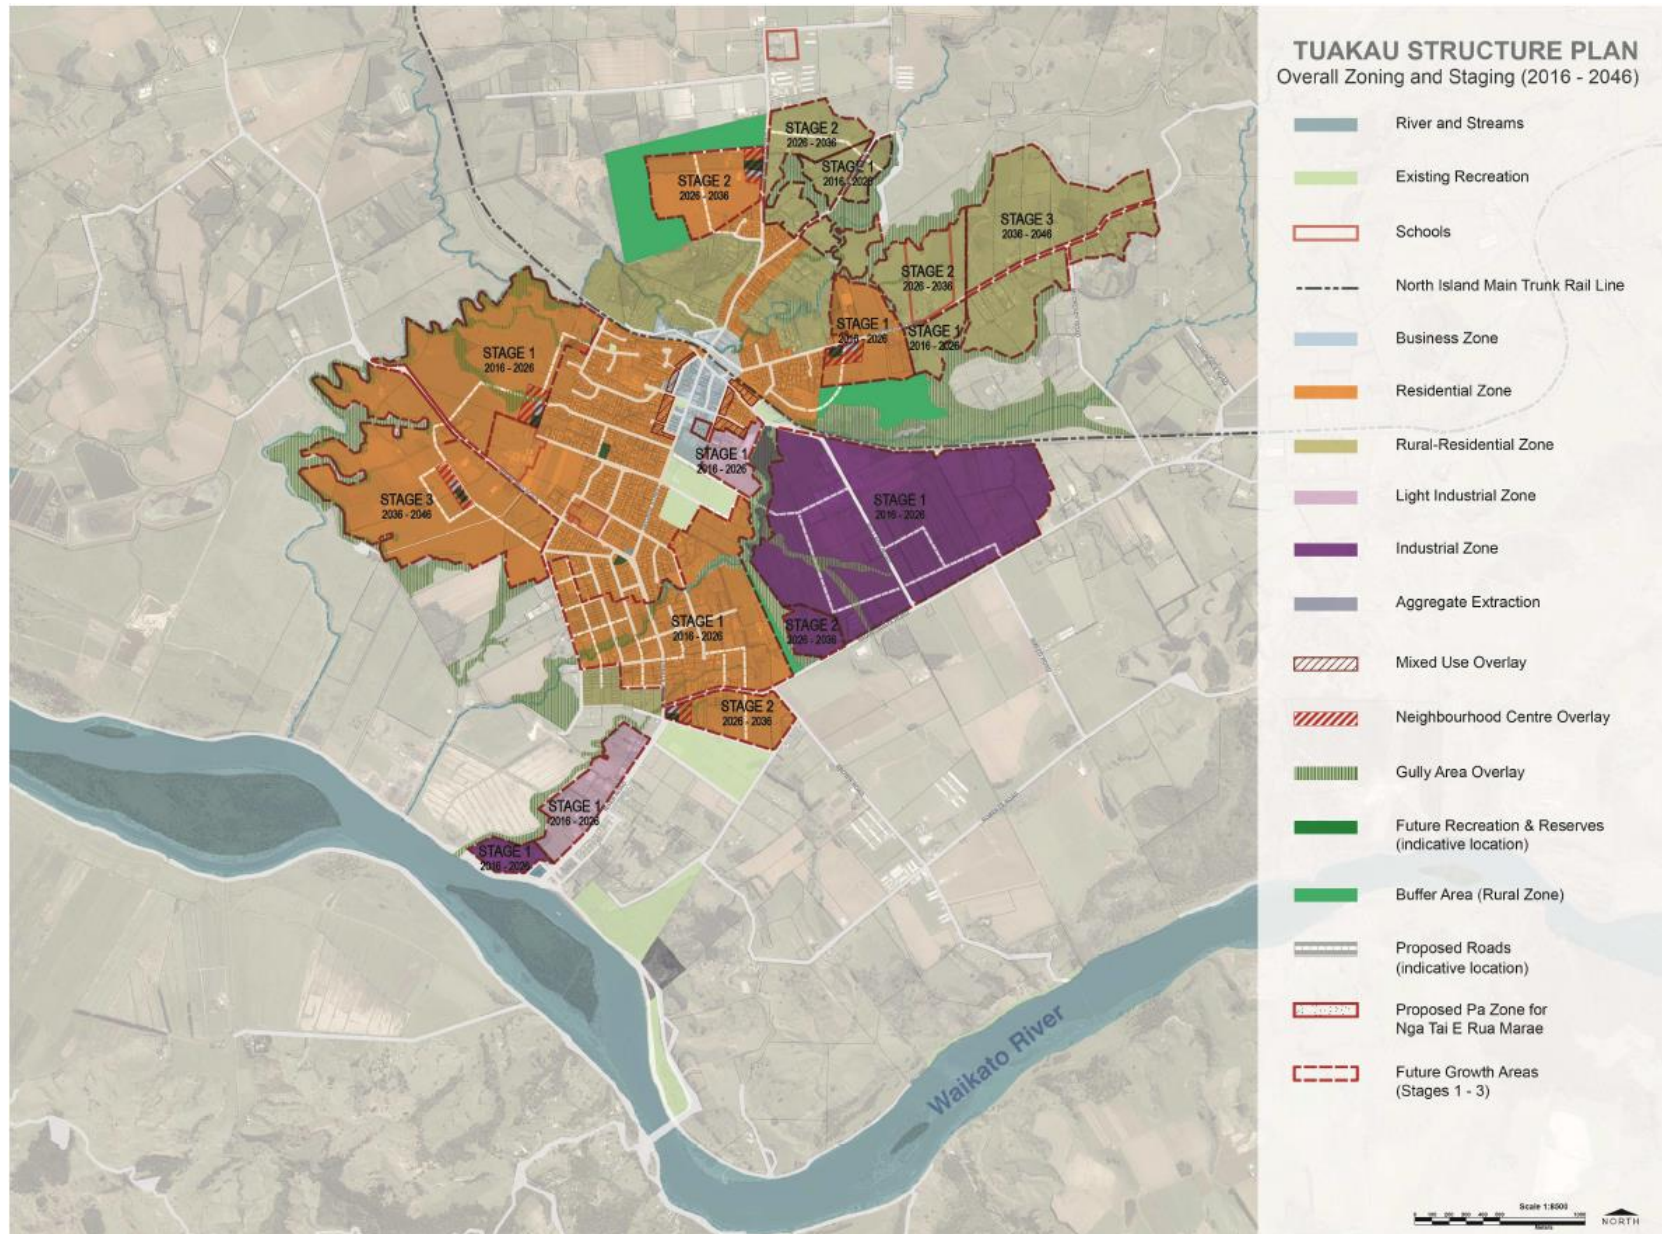 TUAKAU STRUCTURE PLAN
Overall Zoning and Staging (2016 - 2046)
River and Streams
Existing Recreation
Schools
North Island Main Trunk Rail Line
Business Zone
Residential Zone
Rural-Residential Zone
Light Industrial Zone
Industrial Zone
Aggregate Extraction
Mixed Use Overlay
Neighbourhood Centre Overlay
Gully Area Overlay
Future Recreation & Reserves
(indicative location)
Buffer Area (Rural Zone)
Proposed Roads
(indicative location)
Proposed Pa Zone for
Nga Tai E Rua Marae
Future Growth Areas
(Stages 1 - 3)
STAGE 2
2026 - 2036
STAGE 1
2016 - 2026
STAGE 2
2026 - 2036
STAGE 3
2036 - 2046
STAGE 2
2026 - 2036
STAGE 1
2016 - 2026
STAGE 1
2016 - 2026
STAGE 1
2016 - 2026
STAGE 1
2016 - 2026
STAGE 3
2036 - 2046
STAGE 1
2016 - 2026
STAGE 1
2016 - 2026
STAGE 2
2026 - 2036
STAGE 2
2026 - 2036
STAGE 1
2016 - 2026
STAGE 1
2016 - 2026
Waikato River
Scale 1:8500
NORTH